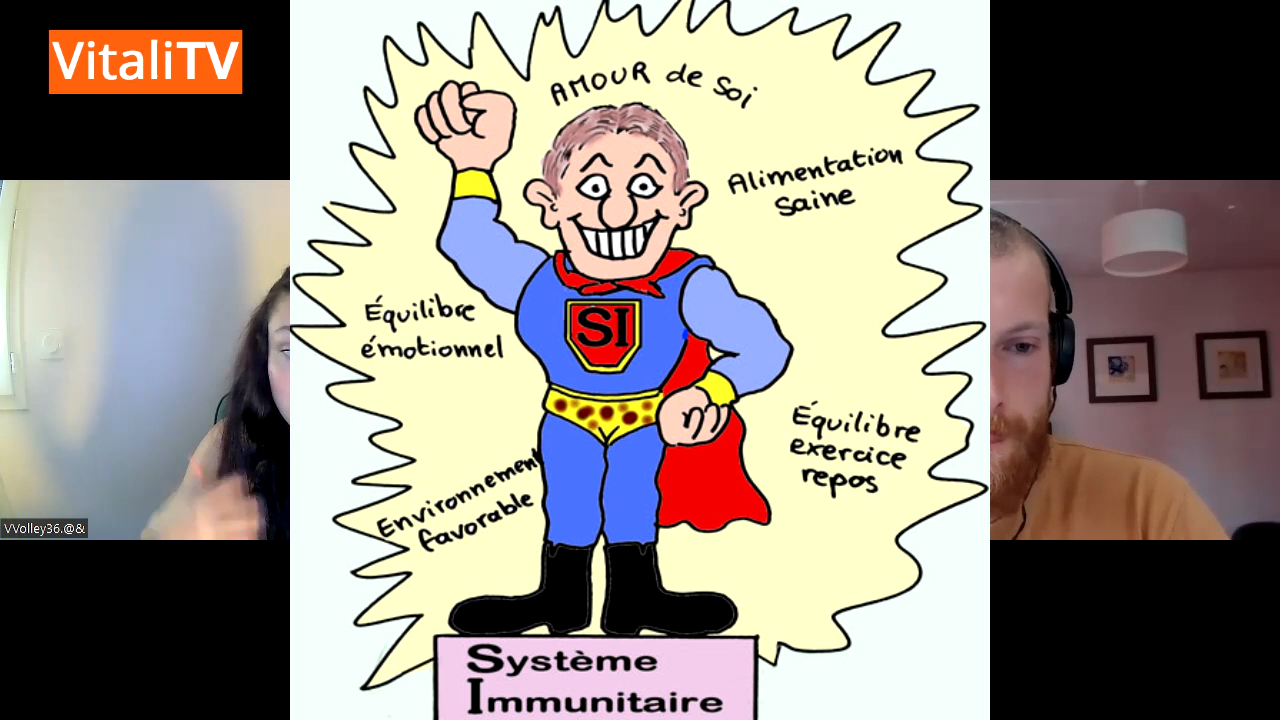 VitaliTV
AMOUR de soi
Alimentation
saine
SI
Équilibre
émotionnel
Équilibre
exercice
repos
Environnement
favorable
VVolley36.@&
Système
Immunitaire